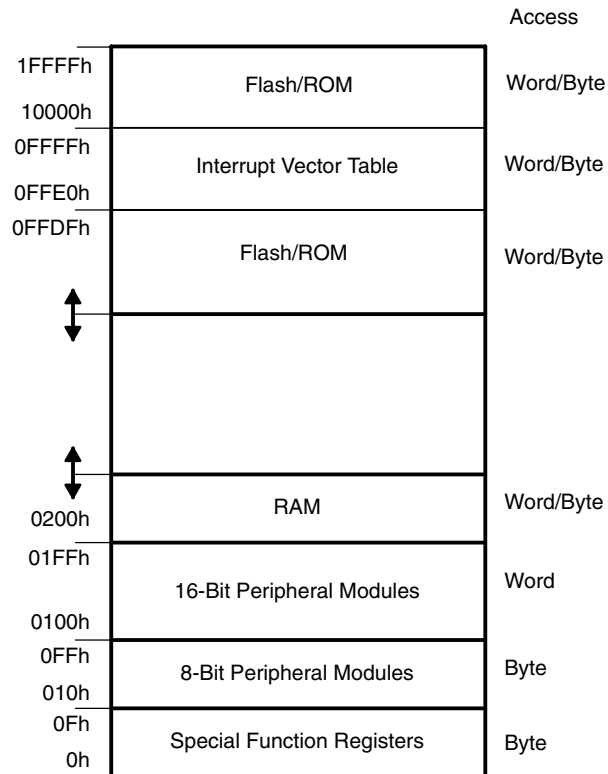 Access
1FFFFh
Flash/ROM
Word/Byte
10000h
0FFFFh
Interrupt Vector Table
Word/Byte
0FFE0h
0FFDFh
Flash/ROM
Word/Byte
RAM
Word/Byte
0200h
01FFh
16-Bit Peripheral Modules
Word
0100h
0FFh
8-Bit Peripheral Modules
Byte
010h
0Fh
Special Function Registers
Byte
0h